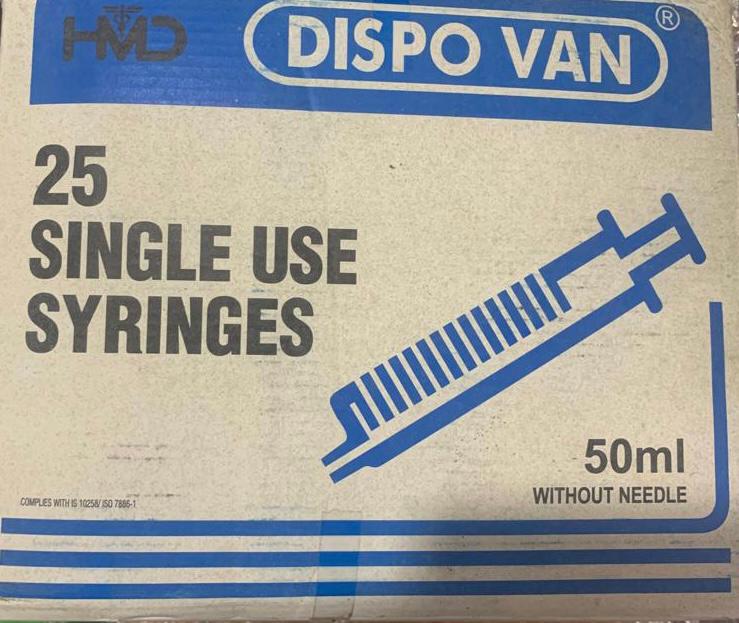 HMD
DISPO VAN®
25
SINGLE USE
SYRINGES
50ml
WITHOUT NEEDLE
COMPLIES WITH IS 10258/ ISO 7886-1